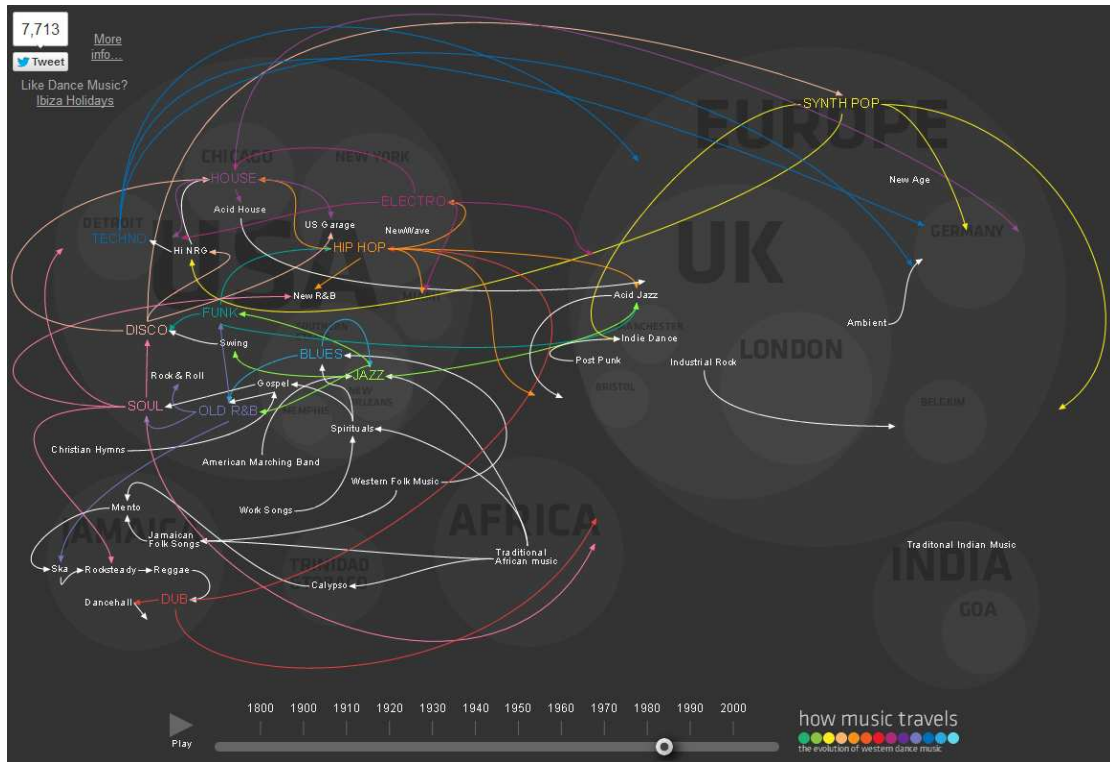 7,713
Tweet
More
info...
Like Dance Music?
Ibiza Holidays
SYNTH POP
EUROPE
CHICAGO
NEW YORK
HOUSE
New Age
ELECTRO
Acid House
DETROIT
TECHNO
US Garage
NewWave
GERMANY
Hi NRG
HIP HOP
USA
UK
New R&B
Acid Jazz
FUNK
Ambient
DISCO
Swing
MANCHESTER
Indie Dance
BLUES
LONDON
Post Punk
Industrial Rock
Rock & Roll
JAZZ
Gospel
BRISTOL
NEW
ORLEANS
BELGIUM
SOUL
OLD R&B
MEMPHIS
Spirituals
Christian Hymns
American Marching Band
Western Folk Music
Mento
Work Songs
AFRICA
JAMAICA
Jamaican
Folk Songs
Traditional
African music
Traditonal Indian Music
INDIA
TRINIDAD
Ska
Rocksteady
Reggae
Calypso
Dancehall
DUB
GOA
1800
1900
1910
1920
1930
1940
1950
1960
1970
1980
1990
2000
Play
how music travels
the evolution of western dance music